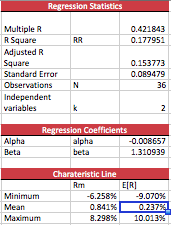 Regression Statistics
Multiple R 0.421843
R Square RR 0.177951
Adjusted R
Square 0.153773
Standard Error 0.089479
Observations N 36
Independent
variables k 2
Regression Coefficients
Alpha alpha -0.008657
Beta beta 1.310939
Charateristic Line
Rm E[R]
Minimum -6.258% -9.070%
Mean 0.841% 0.237%
Maximum 8.298% 10.013%